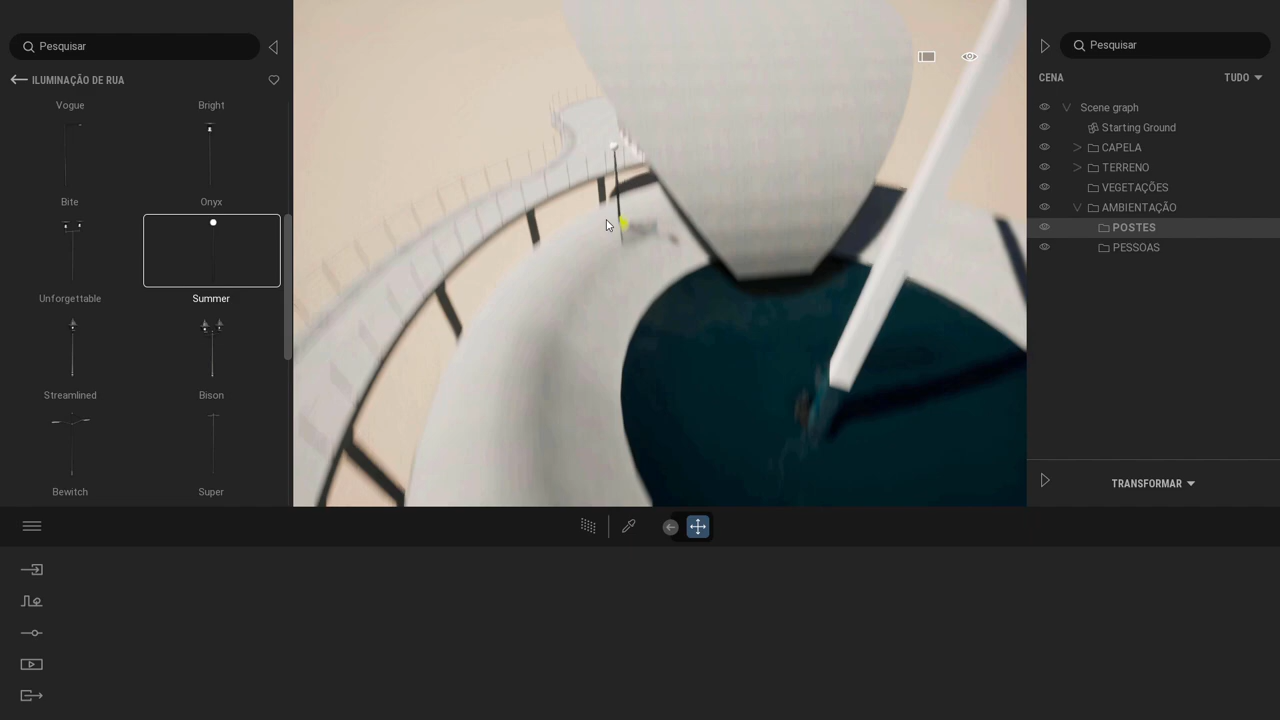 Pesquisar
ILUMINAÇÃO DE RUA
Vogue
Bright
Bite
Onyx
Unforgettable
Summer
Streamlined
Bison
Bewitch
Super
Pesquisar
CENA
TUDO
Scene graph
Starting Ground
CAPELA
TERRENO
VEGETAÇÕES
AMBIENTAÇÃO
POSTES
PESSOAS
TRANSFORMAR